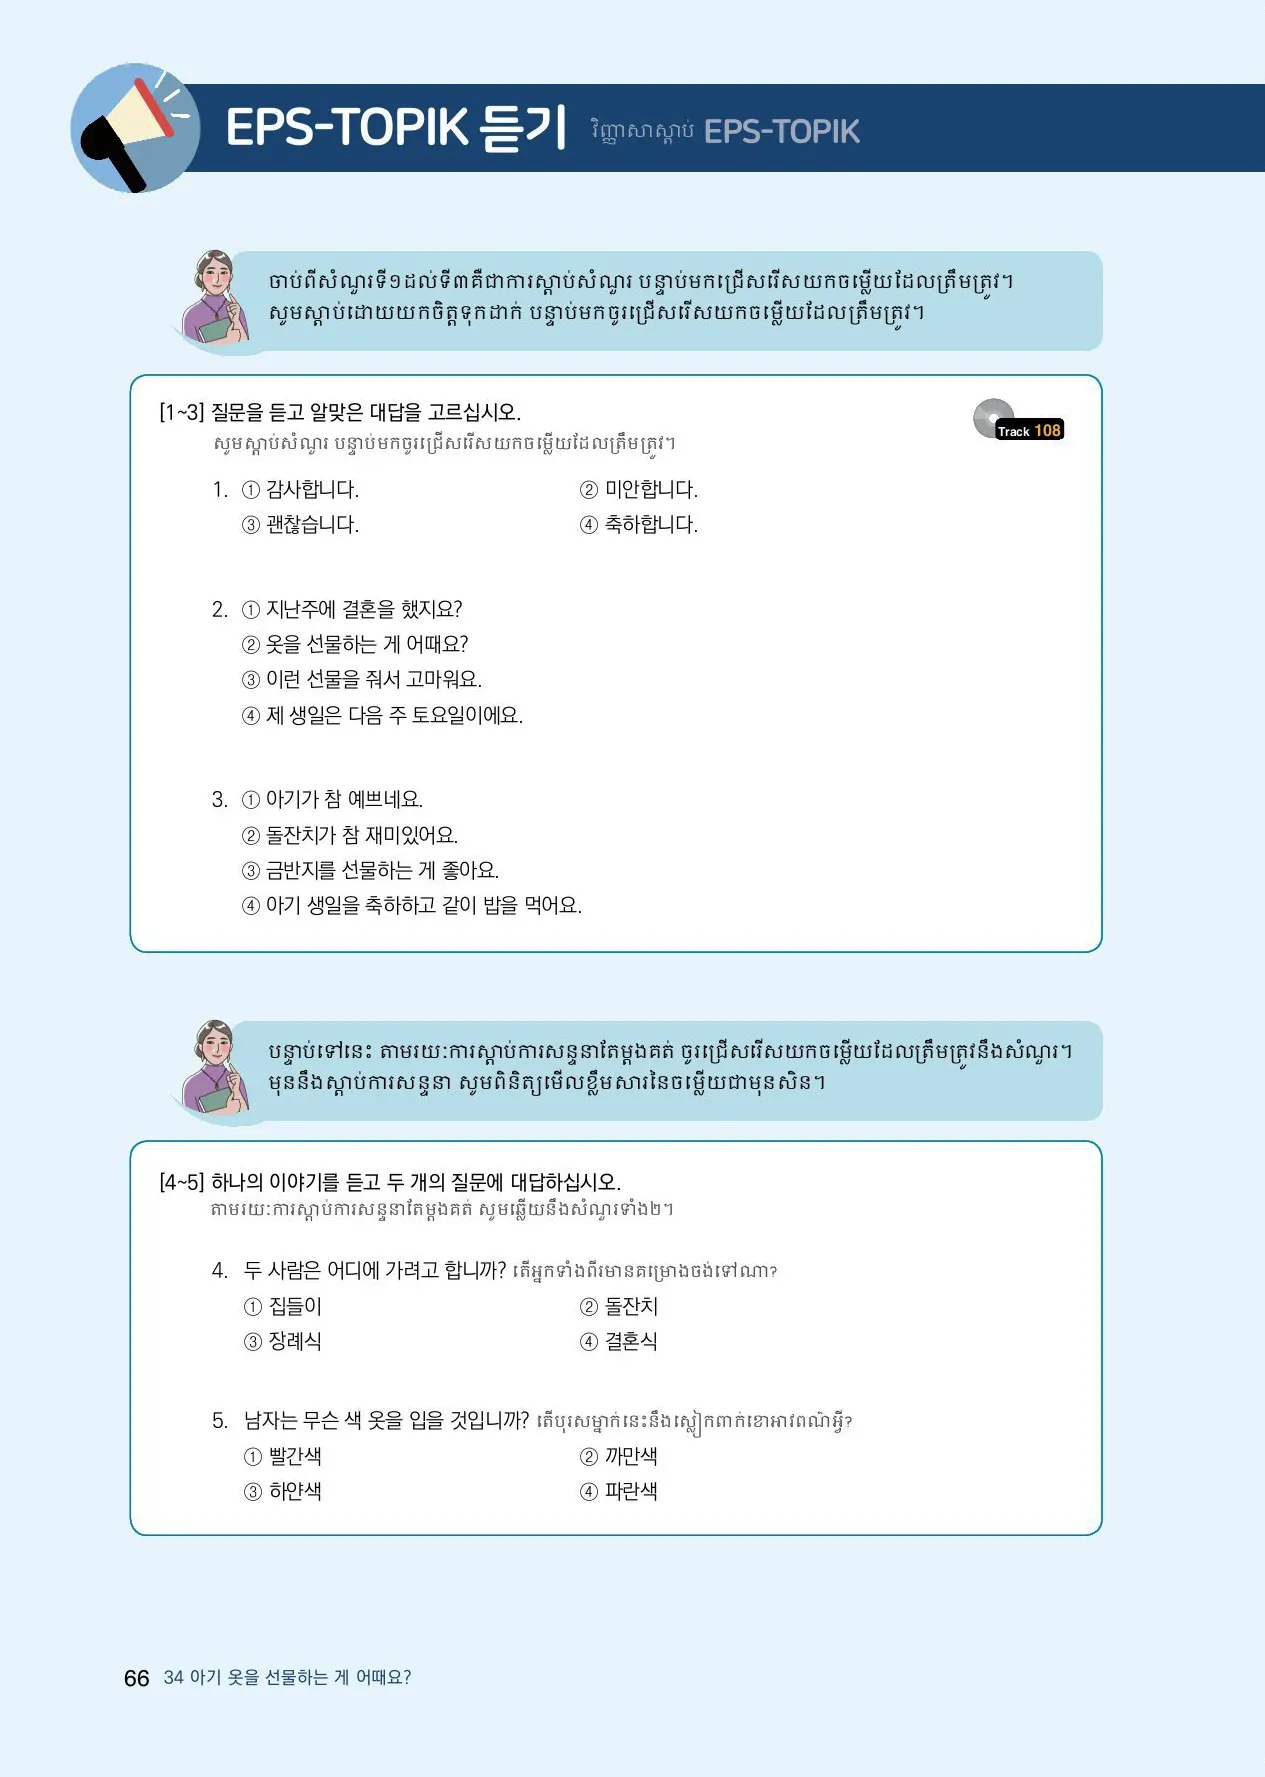 EPS-TOPIK 듣기 វិញ្ញាសាស្តាប់ EPS-TOPIK
ចាប់ពីសំណួរទី១ដល់ទី៣គឺជាការស្តាប់សំណួរ បន្ទាប់មកជ្រើសរើសយកចម្លើយដែលត្រឹមត្រូវ។
សូមស្តាប់ដោយយកចិត្តទុកដាក់ បន្ទាប់មកចូរជ្រើសរើសយកចម្លើយដែលត្រឹមត្រូវ។
[1~3] 질문을 듣고 알맞은 대답을 고르십시오.
សូមស្តាប់សំណួរ បន្ទាប់មកចូរជ្រើសរើសយកចម្លើយដែលត្រឹមត្រូវ។
Track 108
1. ① 감사합니다. ② 미안합니다.
③ 괜찮습니다. ④ 축하합니다.
2. ① 지난주에 결혼을 했지요?
② 옷을 선물하는 게 어때요?
③ 이런 선물을 줘서 고마워요.
④ 제 생일은 다음 주 토요일이에요.
3. ① 아기가 참 예쁘네요.
② 돌잔치가 참 재미있어요.
③ 금반지를 선물하는 게 좋아요.
④ 아기 생일을 축하하고 같이 밥을 먹어요.
បន្ទាប់ទៅនេះ តាមរយៈការស្តាប់ការសន្ទនាតែម្តងគត់ ចូរជ្រើសរើសយកចម្លើយដែលត្រឹមត្រូវនឹងសំណួរ។
មុននឹងស្តាប់ការសន្ទនា សូមពិនិត្យមើលខ្លឹមសារនៃចម្លើយជាមុនសិន។
[4~5] 하나의 이야기를 듣고 두 개의 질문에 대답하십시오.
តាមរយៈការស្តាប់ការសន្ទនាតែម្តងគត់ សូមឆ្លើយនឹងសំណួរទាំង២។
4. 두 사람은 어디에 가려고 합니까? តើអ្នកទាំងពីរមានគម្រោងចង់ទៅណា?
① 집들이 ② 돌잔치
③ 장례식 ④ 결혼식
5. 남자는 무슨 색 옷을 입을 것입니까? តើបុរសម្នាក់នេះនឹងស្លៀកពាក់ខោអាវពណ៌អ្វី?
① 빨간색 ② 까만색
③ 하얀색 ④ 파란색
66 34 아기 옷을 선물하는 게 어때요?